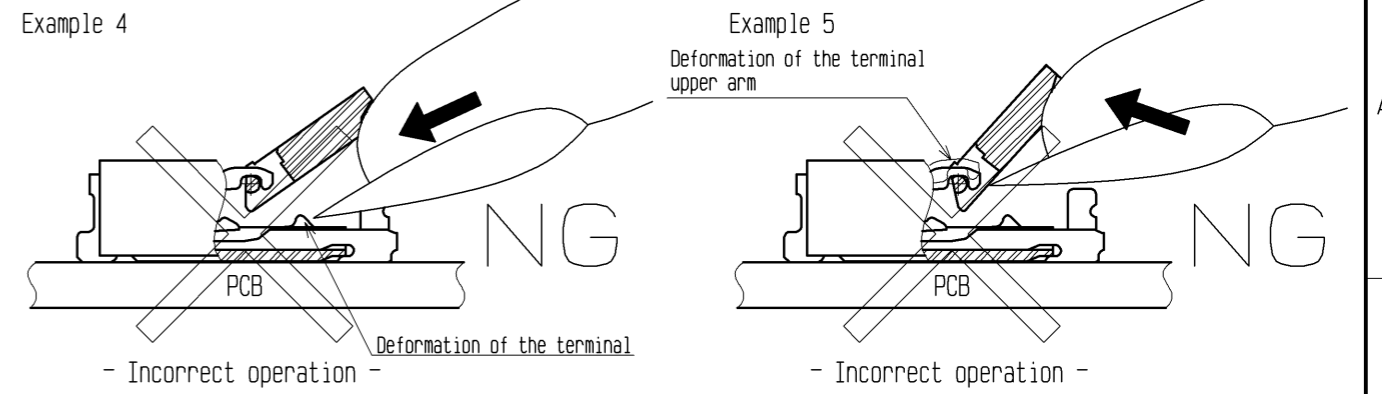 Example 4
Deformation of the terminal
PCB
NG
- Incorrect operation -
Example 5
Deformation of the terminal
upper arm
PCB
NG
- Incorrect operation -